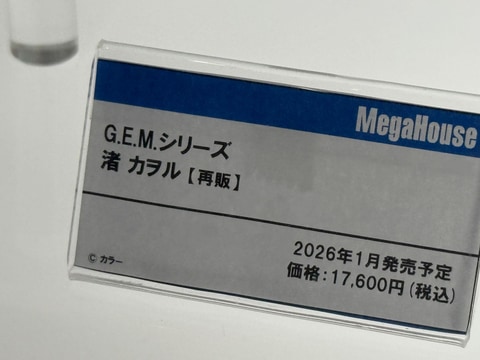 MegaHouse
G.E.M.シリーズ
渚 カヲル【再販】
2026年1月発売予定
価格:17,600円(税込)
© カラー